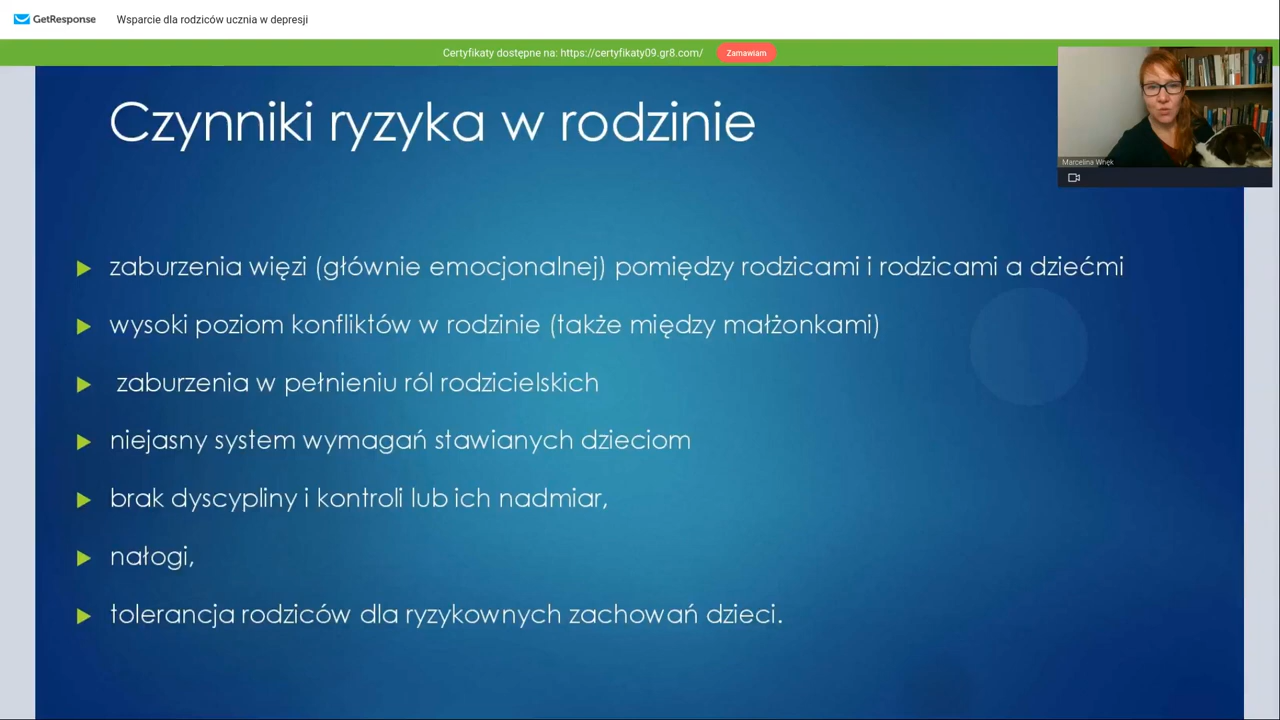 GetResponse
Wsparcie dla rodziców ucznia w depresji
Certyfikaty dostępne na: https://certyfikaty09.gr8.com/
Zamawiam
Czynniki ryzyka w rodzinie
Marcelina
zaburzenia więzi (głównie emocjonalnej) pomiędzy rodzicami i rodzicami a dziećmi
wysoki poziom konfliktów w rodzinie (także między małżonkami)
zaburzenia w pełnieniu ról rodzicielskich
niejasny system wymagań stawianych dzieciom
brak dyscypliny i kontroli lub ich nadmiar,
nałogi,
tolerancja rodziców dla ryzykownych zachowań dzieci.